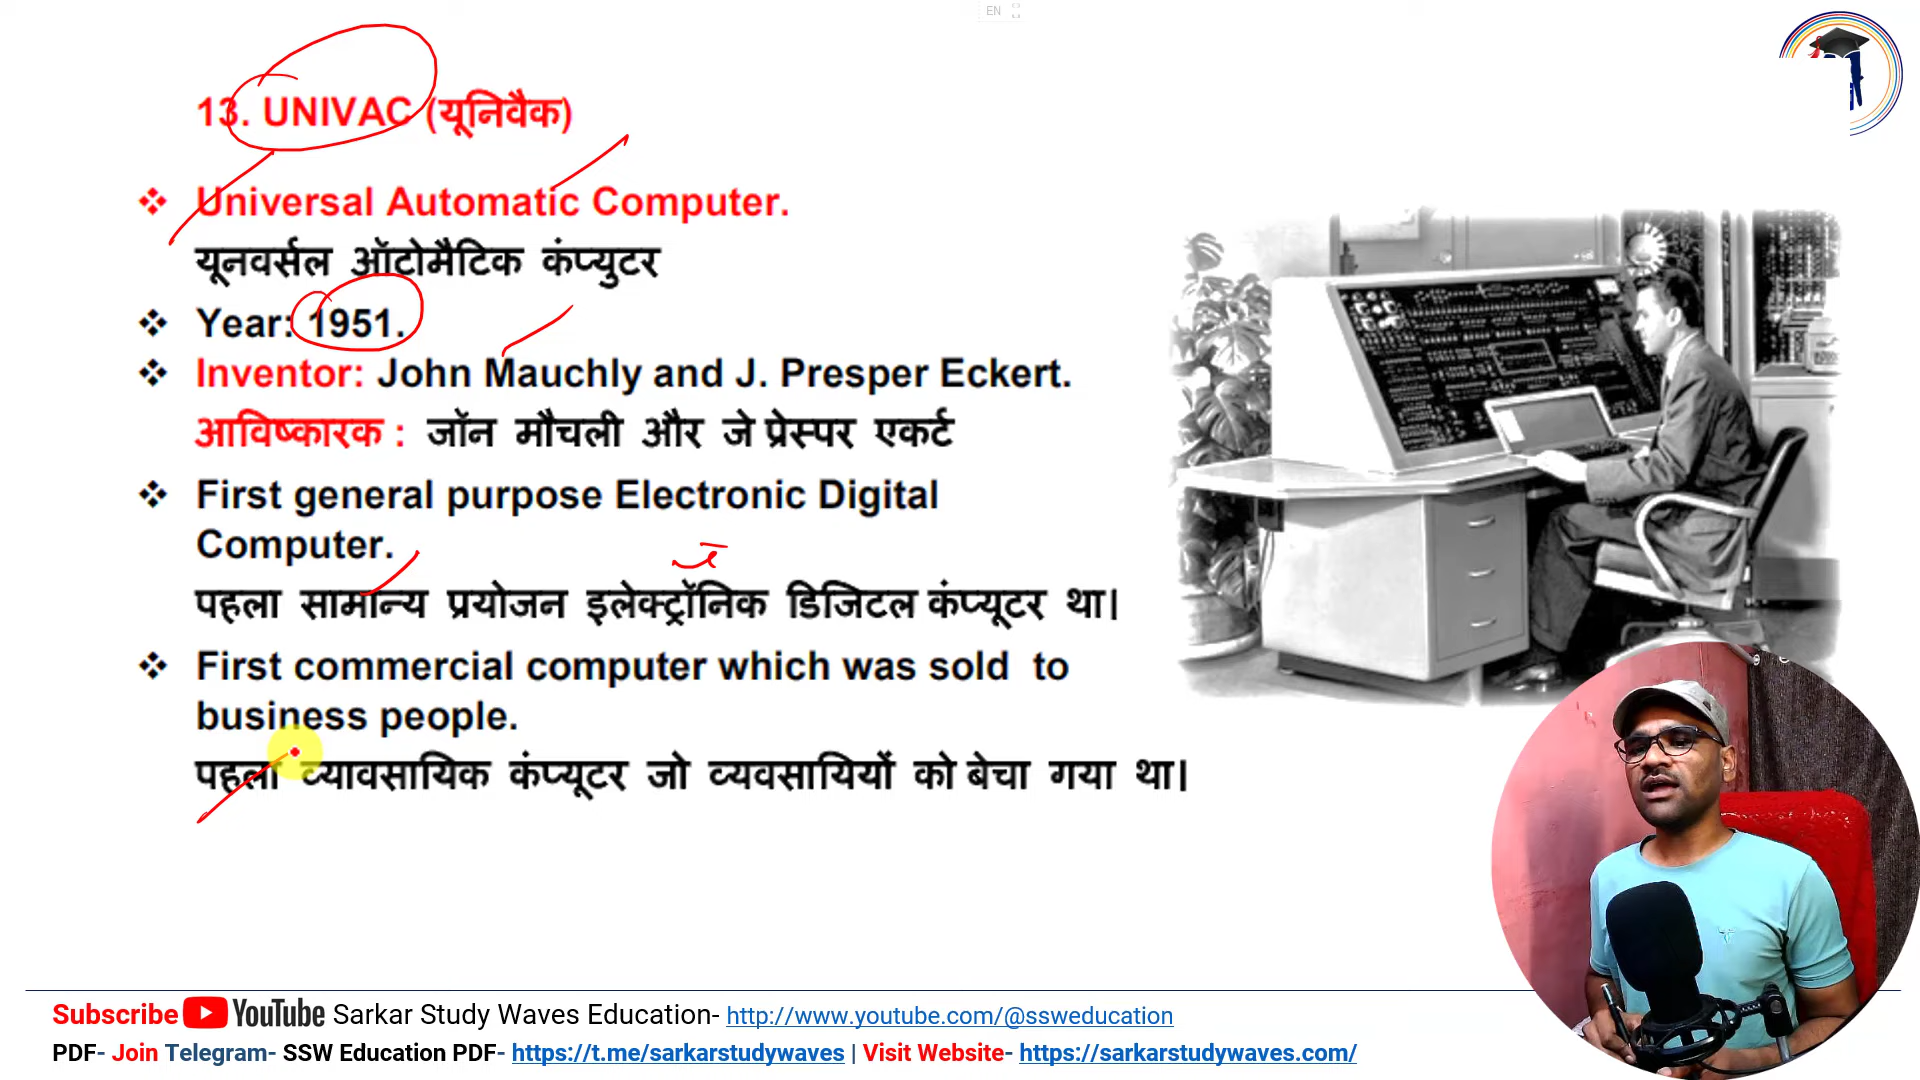 EN
13. UNIVAC (यूनिवैक)
❖ Universal Automatic Computer.
यूनवर्सल ऑटोमैटिक कंप्युटर
❖ Year: 1951.
❖ Inventor: John Mauchly and J. Presper Eckert.
आविष्कारक : जॉन मौचली और जे प्रेस्पर एकर्ट
❖ First general purpose Electronic Digital
Computer.
पहला सामान्य प्रयोजन इलेक्ट्रॉनिक डिजिटल कंप्यूटर था।
❖ First commercial computer which was sold to
business people.
पहला व्यावसायिक कंप्यूटर जो व्यवसायियों को बेचा गया था।
Subscribe YouTube Sarkar Study Waves Education- http://www.youtube.com/@ssweducation
PDF- Join Telegram- SSW Education PDF- https://t.me/sarkarstudywaves | Visit Website- https://sarkarstudywaves.com/